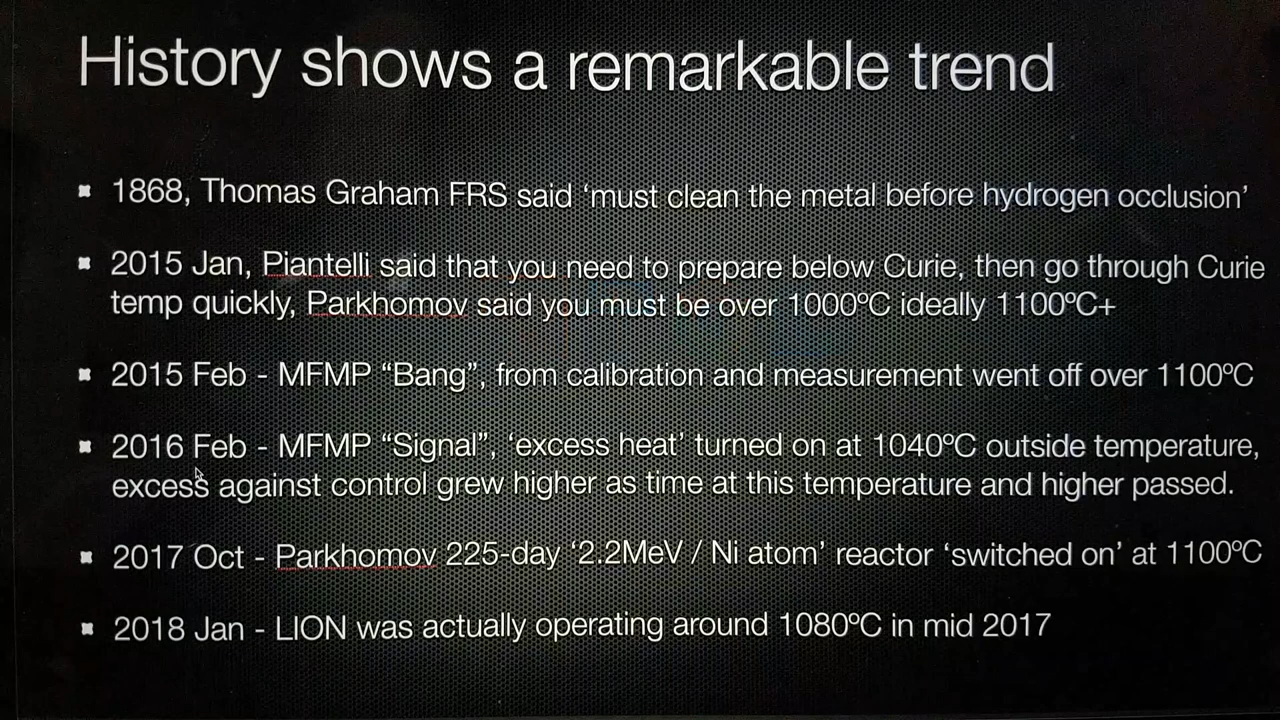 History shows a remarkable trend
1868, Thomas Graham FRS said ‘must clean the metal before hydrogen occlusion’
2015 Jan, Piantelli said that you need to prepare below Curie, then go through Curie
temp quickly, Parkhomov said you must be over 1000ºC ideally 1100ºC+
2015 Feb - MFMP “Bang”, from calibration and measurement went off over 1100ºC
2016 Feb - MFMP “Signal”, ‘excess heat’ turned on at 1040ºC outside temperature,
excess against control grew higher as time at this temperature and higher passed.
2017 Oct - Parkhomov 225-day ‘2.2MeV / Ni atom’ reactor ‘switched on’ at 1100ºC
2018 Jan - LION was actually operating around 1080ºC in mid 2017